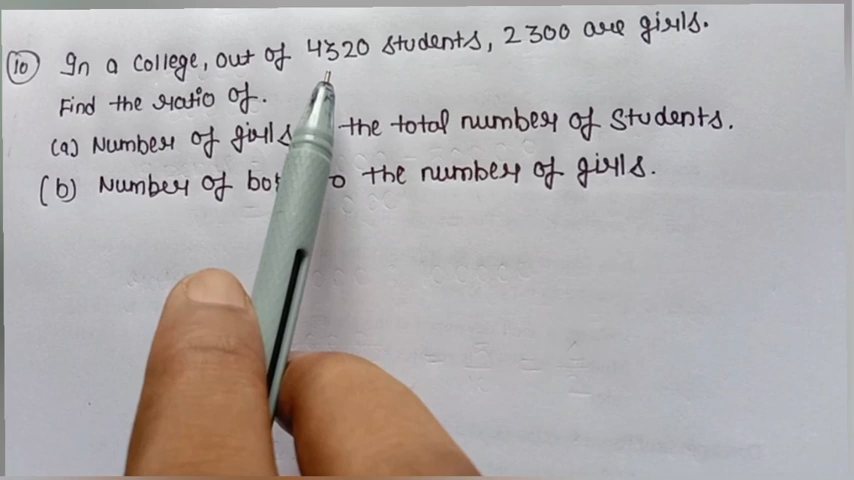 (10) In a college, out of 4320 students, 2300 are girls.
Find the ratio of.
(a) Number of girls the total number of Students.
(b) Number of the number of girls.